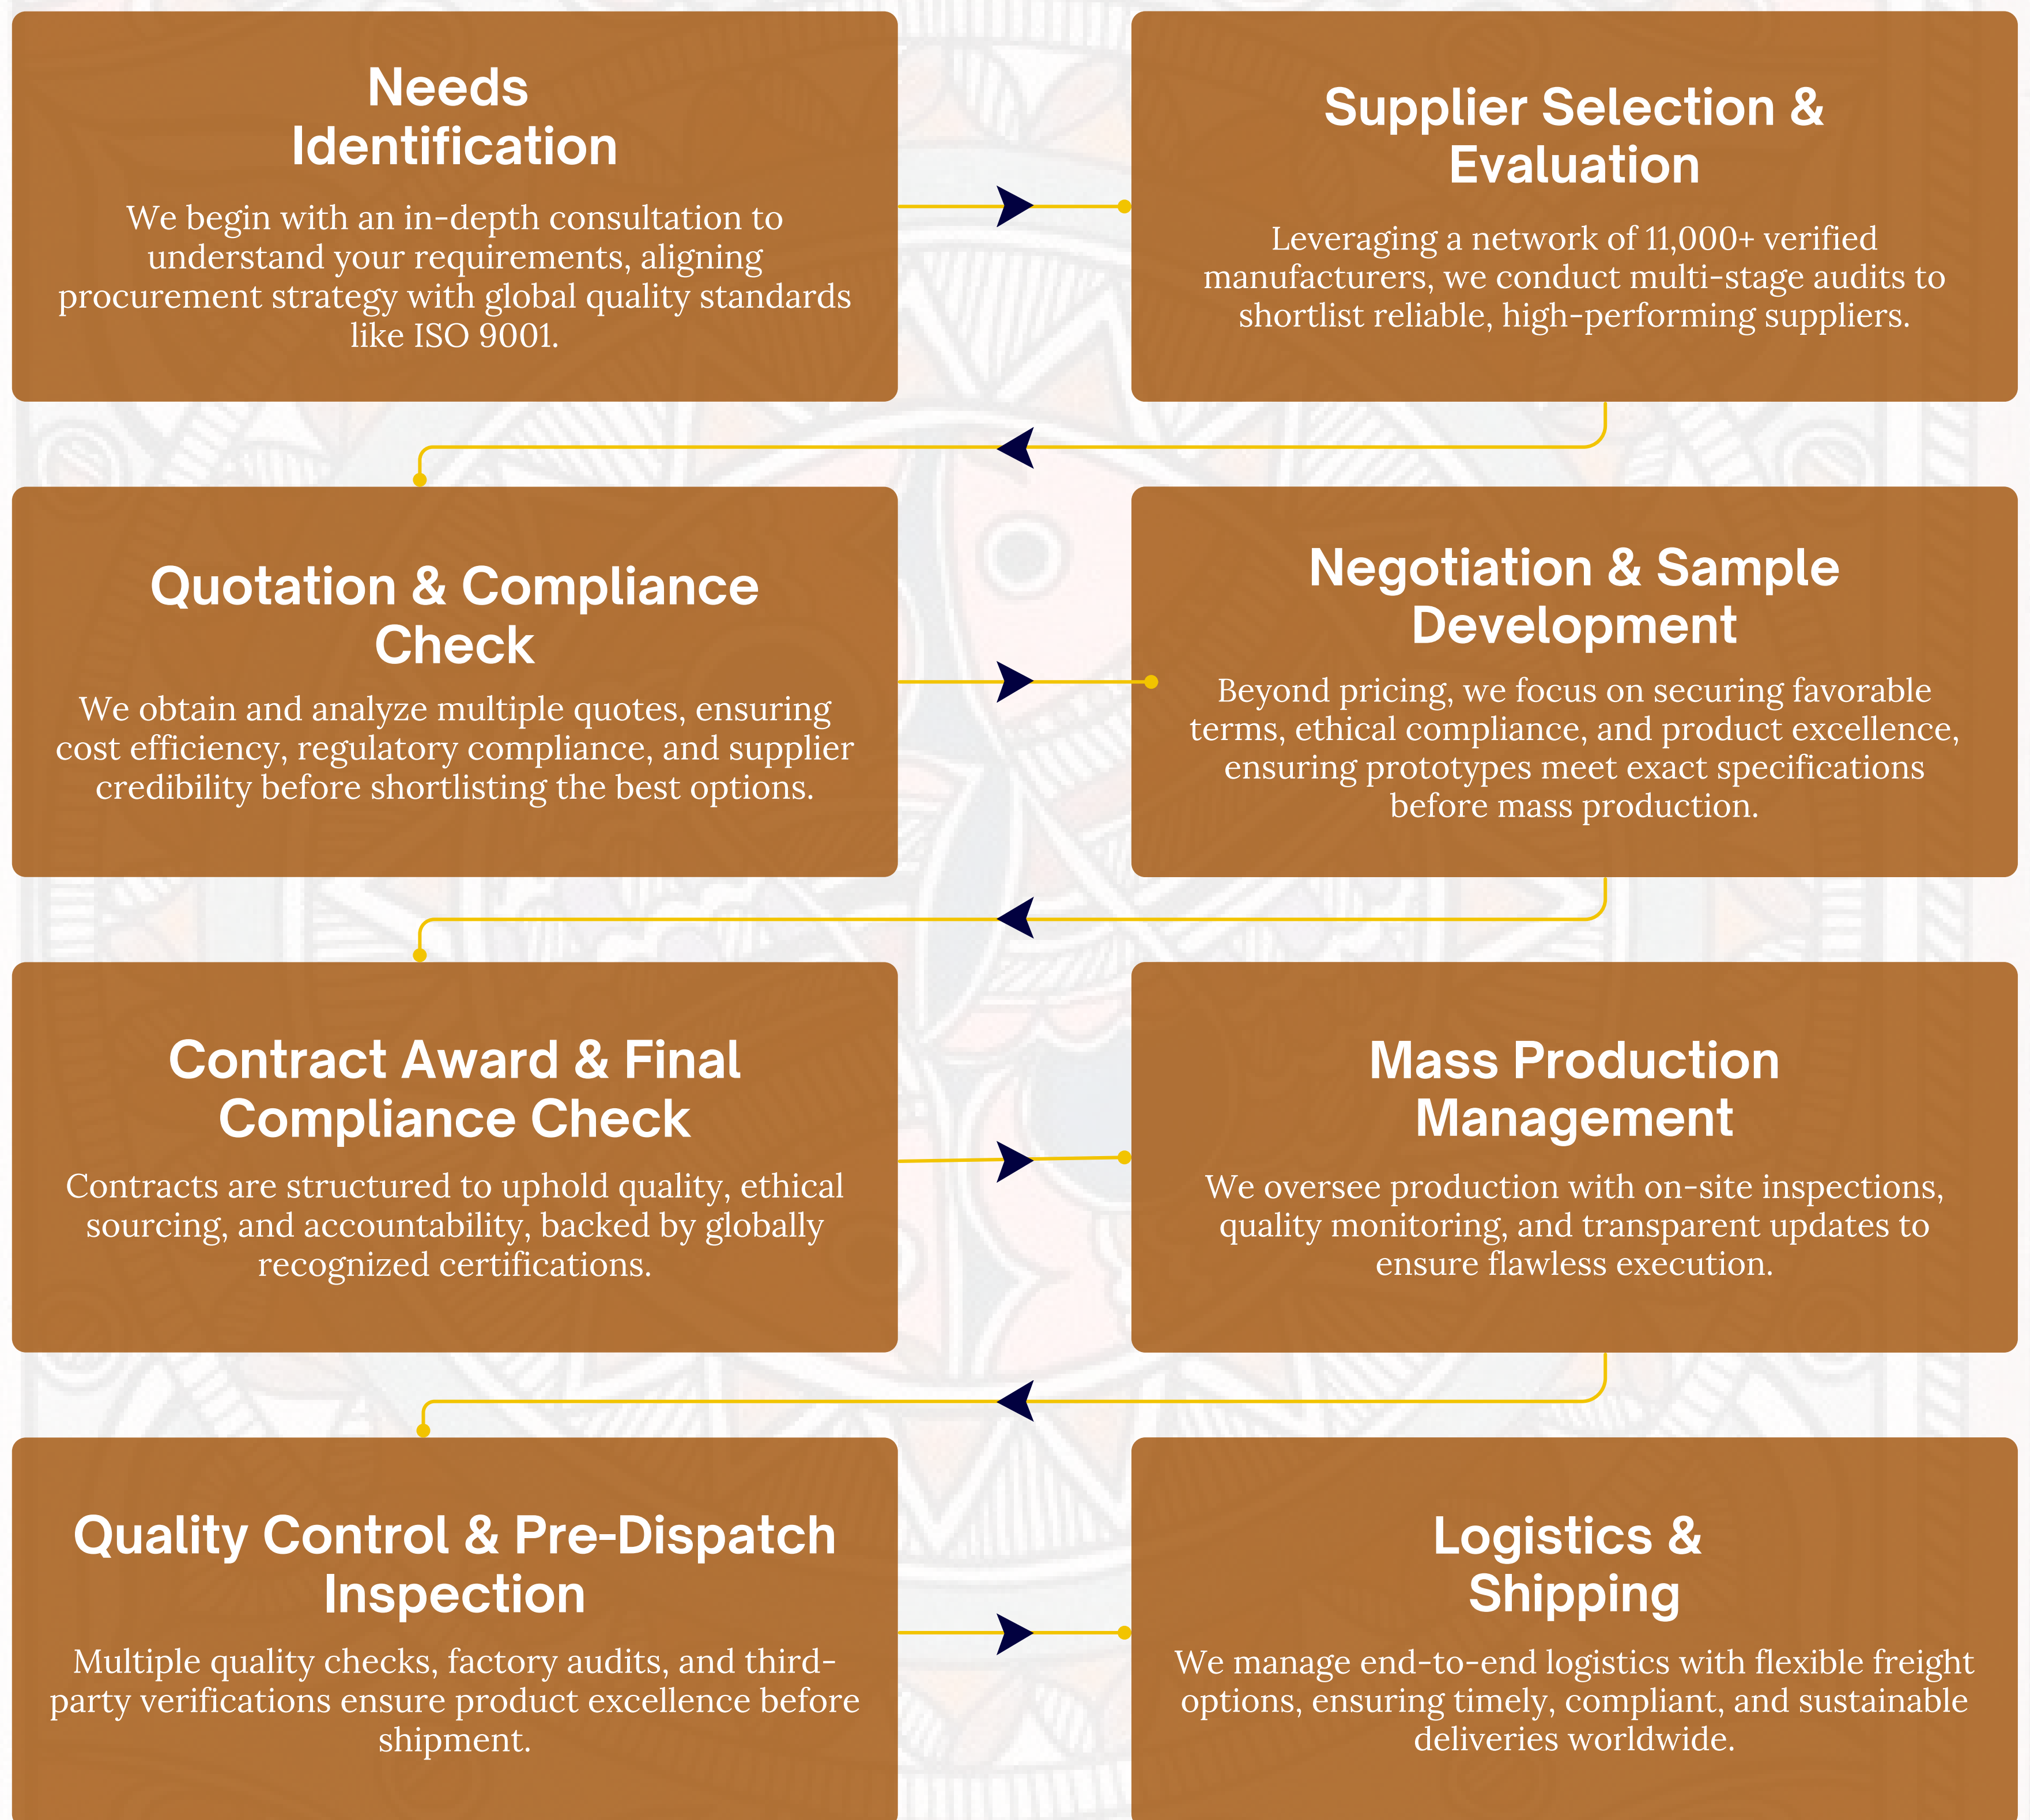 Needs
Identification
We begin with an in-depth consultation to
understand your requirements, aligning
procurement strategy with global quality standards
like ISO 9001.
Supplier Selection &
Evaluation
Leveraging a network of 11,000+ verified
manufacturers, we conduct multi-stage audits to
shortlist reliable, high-performing suppliers.
Quotation & Compliance
Check
We obtain and analyze multiple quotes, ensuring
cost efficiency, regulatory compliance, and supplier
credibility before shortlisting the best options.
Negotiation & Sample
Development
Beyond pricing, we focus on securing favorable
terms, ethical compliance, and product excellence,
ensuring prototypes meet exact specifications
before mass production.
Contract Award & Final
Compliance Check
Contracts are structured to uphold quality, ethical
sourcing, and accountability, backed by globally
recognized certifications.
Mass Production
Management
We oversee production with on-site inspections,
quality monitoring, and transparent updates to
ensure flawless execution.
Quality Control & Pre-Dispatch
Inspection
Multiple quality checks, factory audits, and third-
party verifications ensure product excellence before
shipment.
Logistics &
Shipping
We manage end-to-end logistics with flexible freight
options, ensuring timely, compliant, and sustainable
deliveries worldwide.